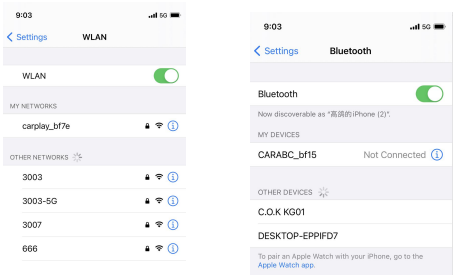 9:03
5G
Settings
WLAN
WLAN
MY NETWORKS
carplay_bf7e
OTHER NETWORKS
3003
3003-5G
3007
666
9:03
5G
Settings
Bluetooth
Bluetooth
Now discoverable as "高鸽的 iPhone (2)".
MY DEVICES
CARABC_bf15 Not Connected
OTHER DEVICES
C.O.K KG01
DESKTOP-EPPIFD7
To pair an Apple Watch with your iPhone, go to the
Apple Watch app.